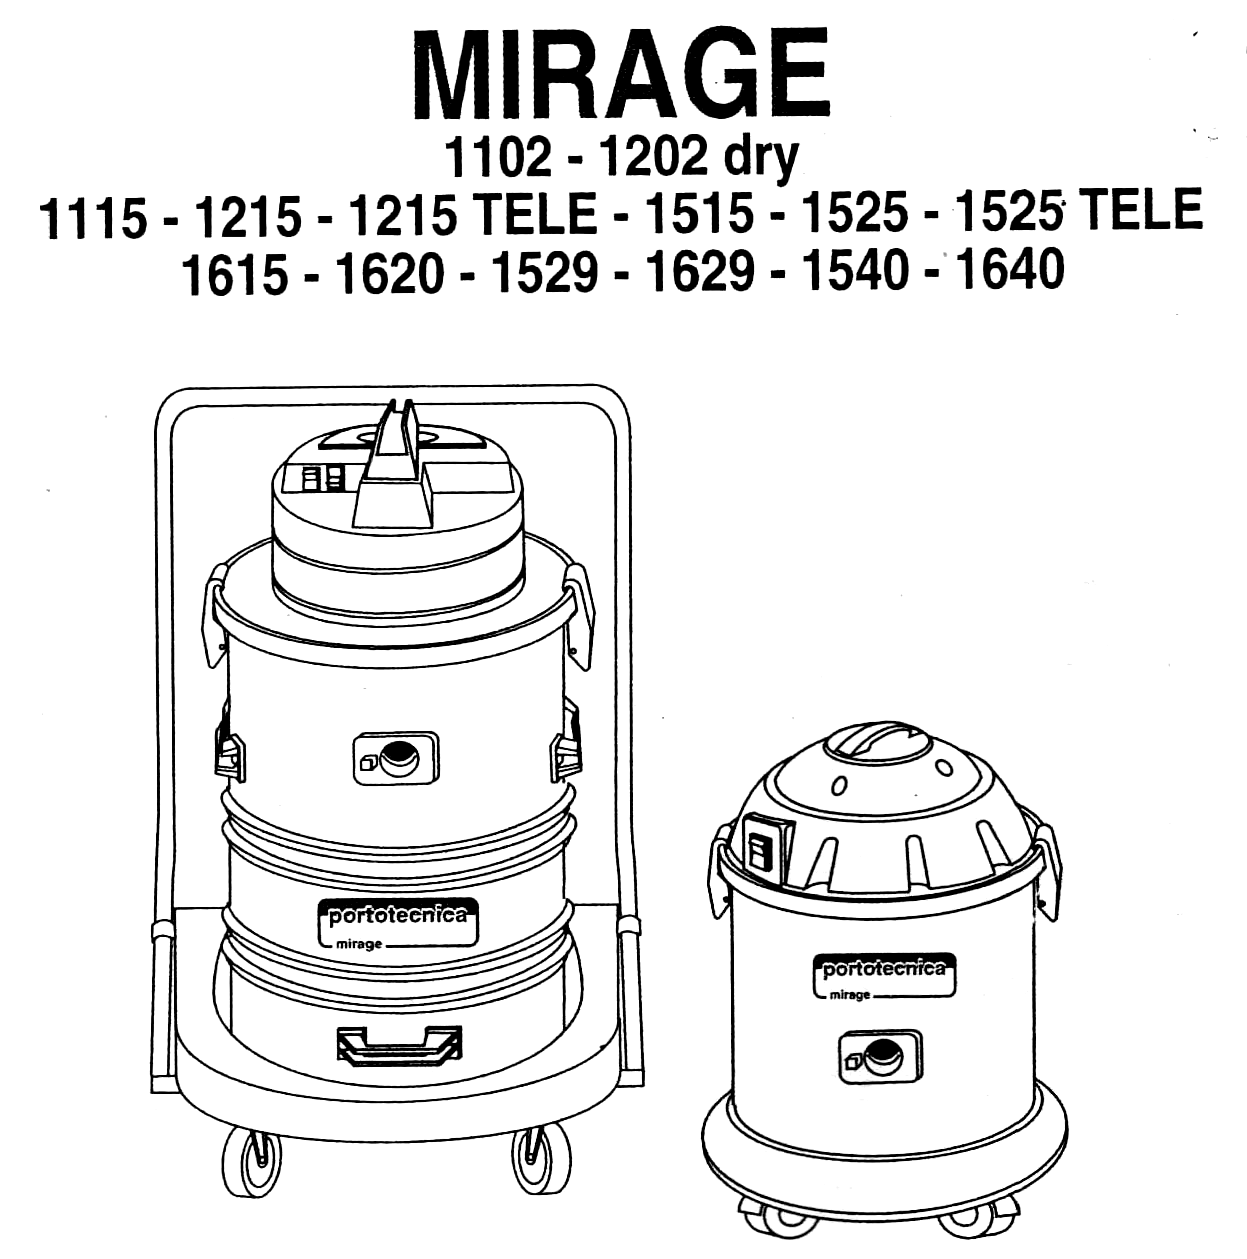 MIRAGE
1102 - 1202 dry
1115 - 1215 - 1215 TELE - 1515 - 1525 - 1525 TELE
1615 - 1620 - 1529 - 1629 - 1540 - 1640
portotecnica
mirage
portotecnica
mirage